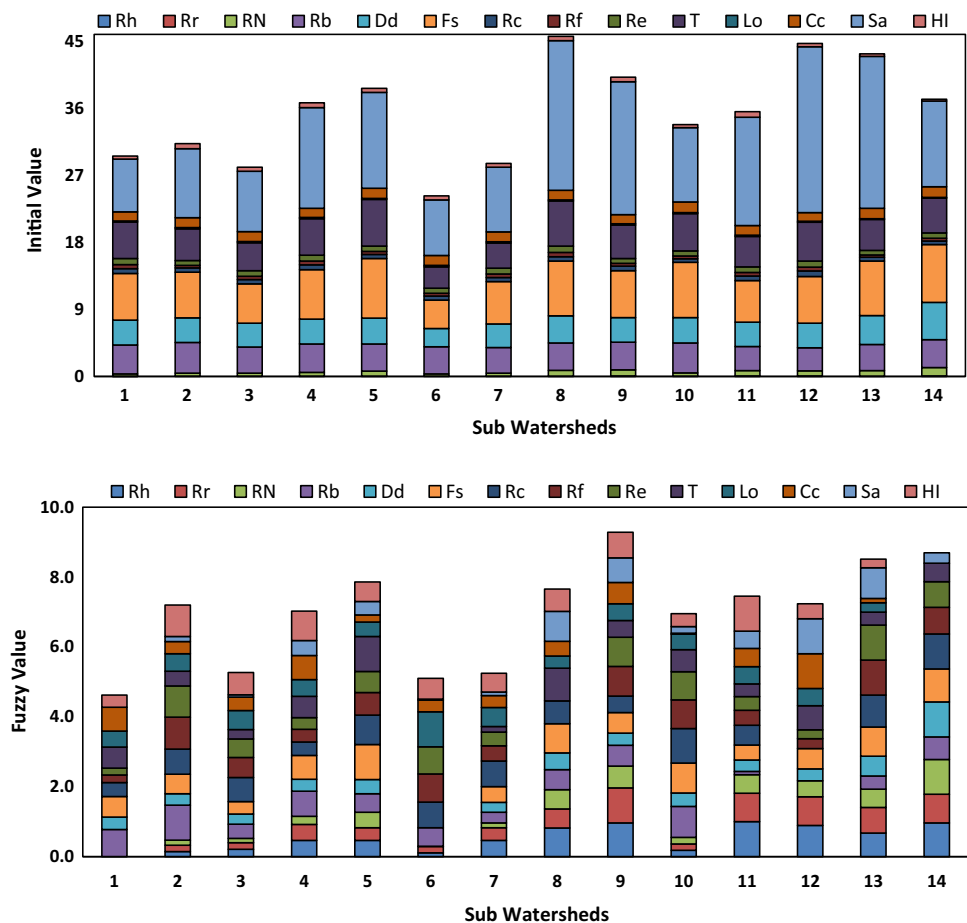 Rh Rr RN Rb Dd Fs Rc Rf Re T Lo Cc Sa HI
45
36
27
18
9
0
Initial Value
1 2 3 4 5 6 7 8 9 10 11 12 13 14
Sub Watersheds
Rh Rr RN Rb Dd Fs Rc Rf Re T Lo Cc Sa HI
10.0
8.0
6.0
4.0
2.0
0.0
Fuzzy Value
1 2 3 4 5 6 7 8 9 10 11 12 13 14
Sub Watersheds